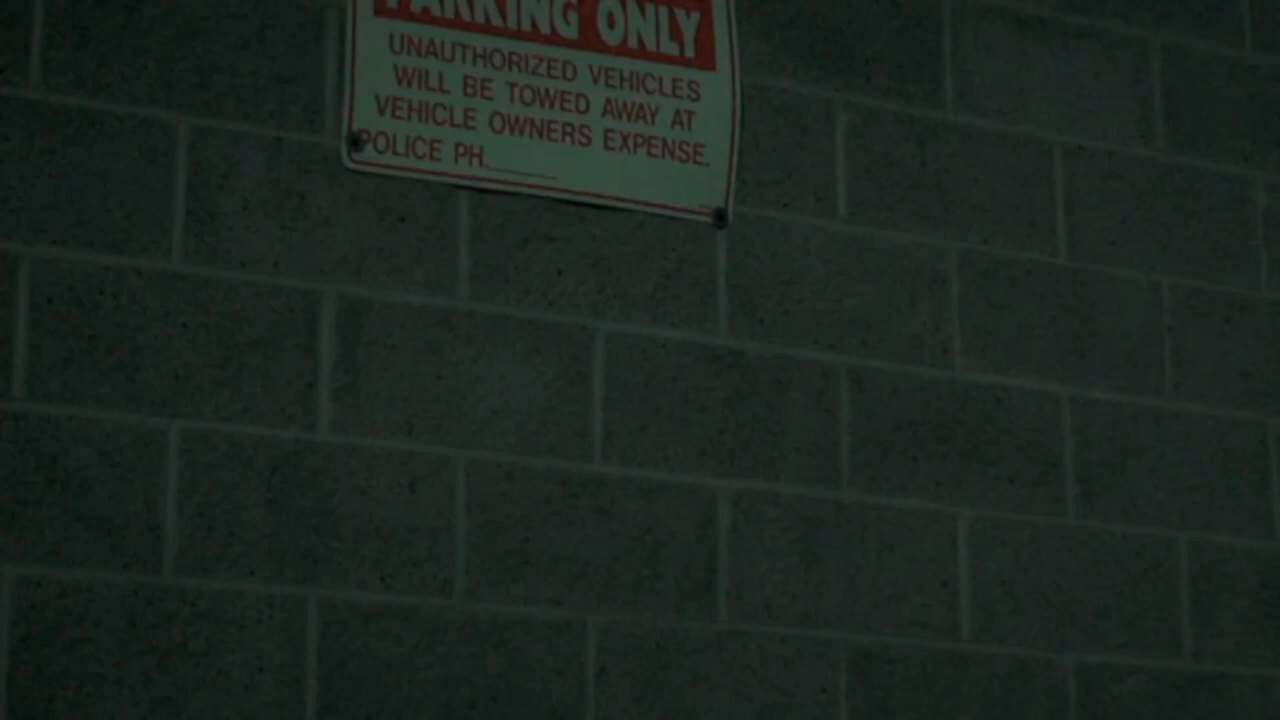 PARKING ONLY
UNAUTHORIZED VEHICLES
WILL BE TOWED AWAY AT
VEHICLE OWNERS EXPENSE.
POLICE PH.